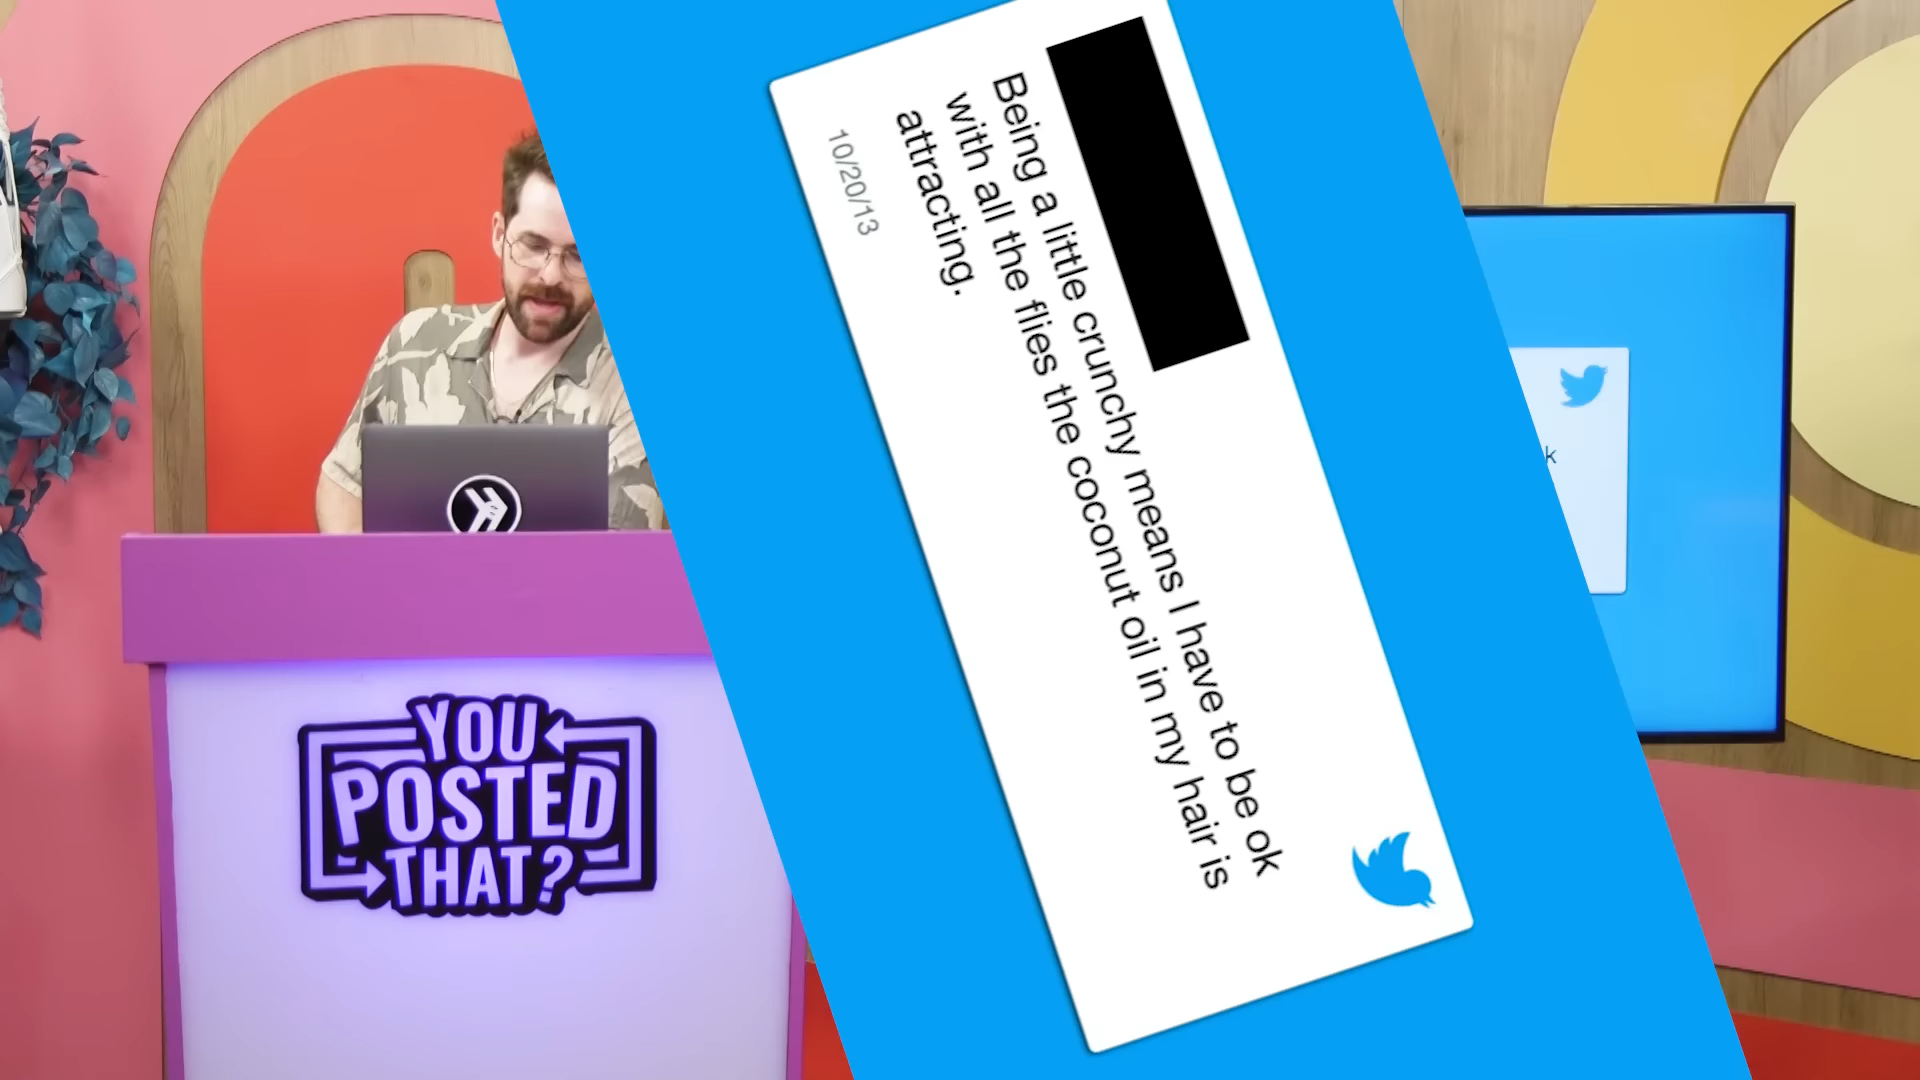 Being a little crunchy means I have to be ok
with all the flies the coconut oil in my hair is
attracting.
10/20/13
k
YOU
POSTED
THAT?